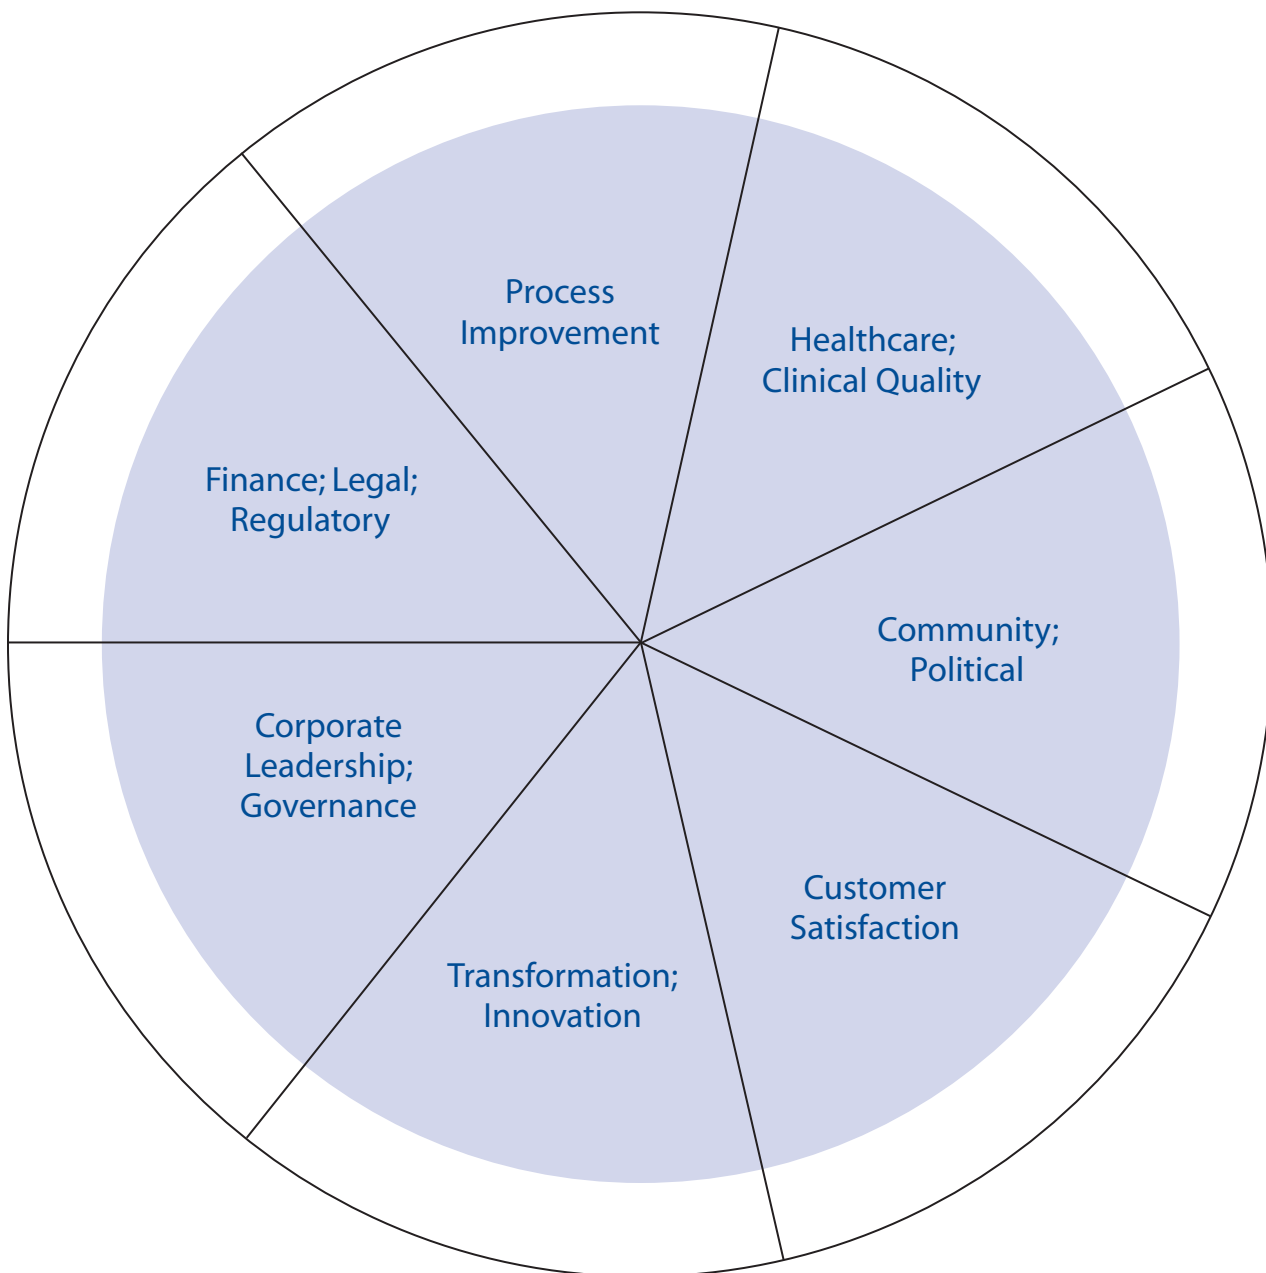 Process
Improvement
Healthcare;
Clinical Quality
Finance; Legal;
Regulatory
Community;
Political
Corporate
Leadership;
Governance
Customer
Satisfaction
Transformation;
Innovation